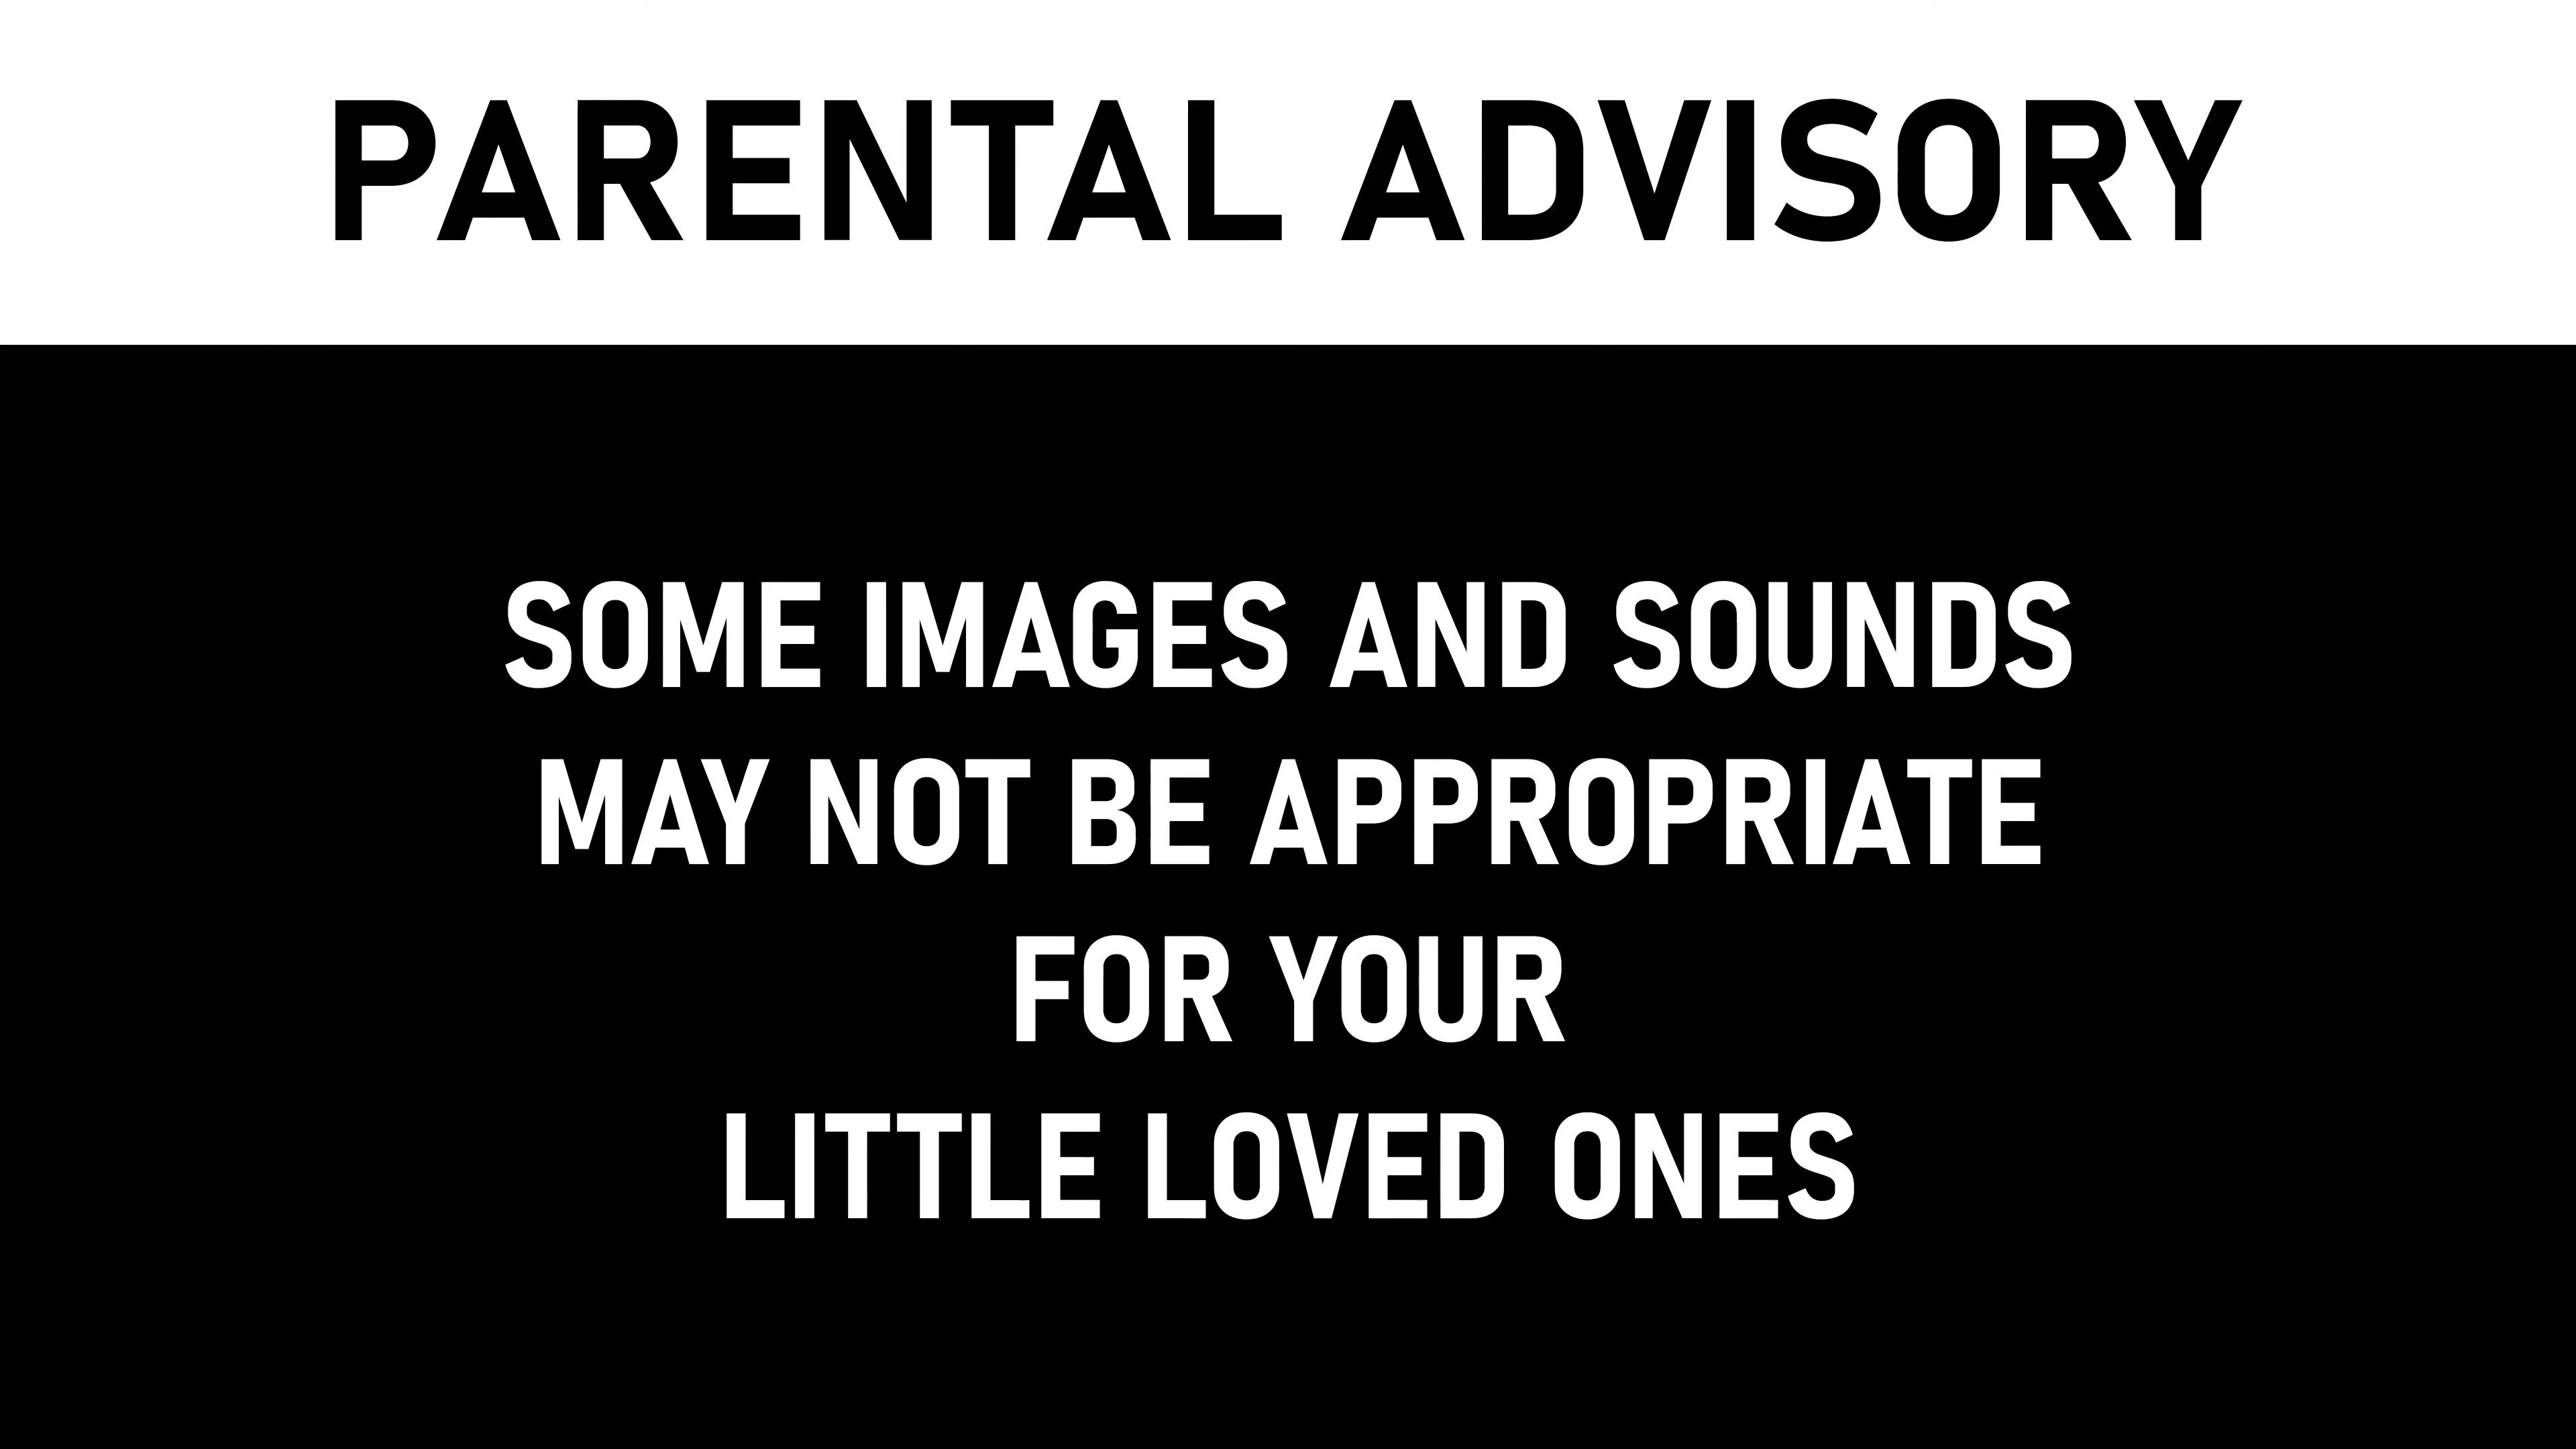 PARENTAL ADVISORY
SOME IMAGES AND SOUNDS
MAY NOT BE APPROPRIATE
FOR YOUR
LITTLE LOVED ONES